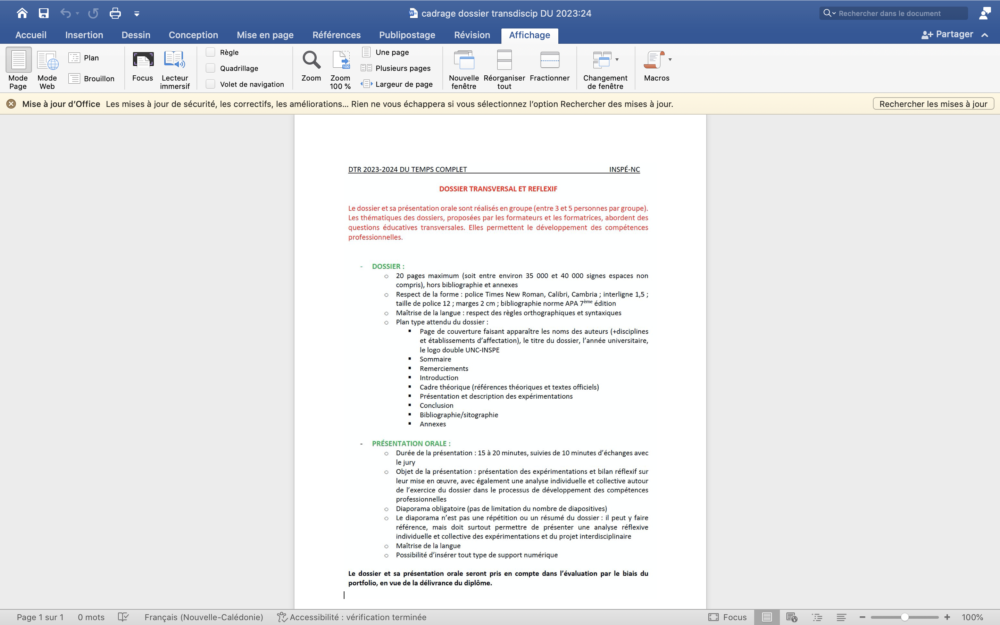 cadrage dossier transdiscip DU 2023:24
Rechercher dans le document
Accueil Insertion Dessin Conception Mise en page Références Publipostage Révision Affichage Partager
Mode Page
Mode Web
Plan
Brouillon
Focus
Lecteur immersif
Règle
Quadrillage
Volet de navigation
Zoom
Zoom 100 %
100
Une page
Plusieurs pages
Largeur de page
Nouvelle fenêtre
Réorganiser tout
Fractionner
Changement de fenêtre
Macros
Mise à jour d’Office Les mises à jour de sécurité, les correctifs, les améliorations... Rien ne vous échappera si vous sélectionnez l’option Rechercher des mises à jour. Rechercher les mises à jour
DTR 2023-2024 DU TEMPS COMPLET INSPÉ-NC
DOSSIER TRANSVERSAL ET REFLEXIF
Le dossier et sa présentation orale sont réalisés en groupe (entre 3 et 5 personnes par groupe).
Les thématiques des dossiers, proposées par les formateurs et les formatrices, abordent des
questions éducatives transversales. Elles permettent le développement des compétences
professionnelles.
- DOSSIER :
o 20 pages maximum (soit entre environ 35 000 et 40 000 signes espaces non
compris), hors bibliographie et annexes
o Respect de la forme : police Times New Roman, Calibri, Cambria ; interligne 1,5 ;
taille de police 12 ; marges 2 cm ; bibliographie norme APA 7ème édition
o Maîtrise de la langue : respect des règles orthographiques et syntaxiques
o Plan type attendu du dossier :
▪ Page de couverture faisant apparaître les noms des auteurs (+disciplines
et établissements d’affectation), le titre du dossier, l’année universitaire,
le logo double UNC-INSPE
▪ Sommaire
▪ Remerciements
▪ Introduction
▪ Cadre théorique (références théoriques et textes officiels)
▪ Présentation et description des expérimentations
▪ Conclusion
▪ Bibliographie/sitographie
▪ Annexes
- PRÉSENTATION ORALE :
o Durée de la présentation : 15 à 20 minutes, suivies de 10 minutes d’échanges avec
le jury
o Objet de la présentation : présentation des expérimentations et bilan réflexif sur
leur mise en œuvre, avec également une analyse individuelle et collective autour
de l’exercice du dossier dans le processus de développement des compétences
professionnelles
o Diaporama obligatoire (pas de limitation du nombre de diapositives)
o Le diaporama n’est pas une répétition ou un résumé du dossier : il peut y faire
référence, mais doit surtout permettre de présenter une analyse réflexive
individuelle et collective des expérimentations et du projet interdisciplinaire
o Maîtrise de la langue
o Possibilité d’insérer tout type de support numérique
Le dossier et sa présentation orale seront pris en compte dans l’évaluation par le biais du
portfolio, en vue de la délivrance du diplôme.
Page 1 sur 1 0 mots Français (Nouvelle-Calédonie) Accessibilité : vérification terminée Focus 100%